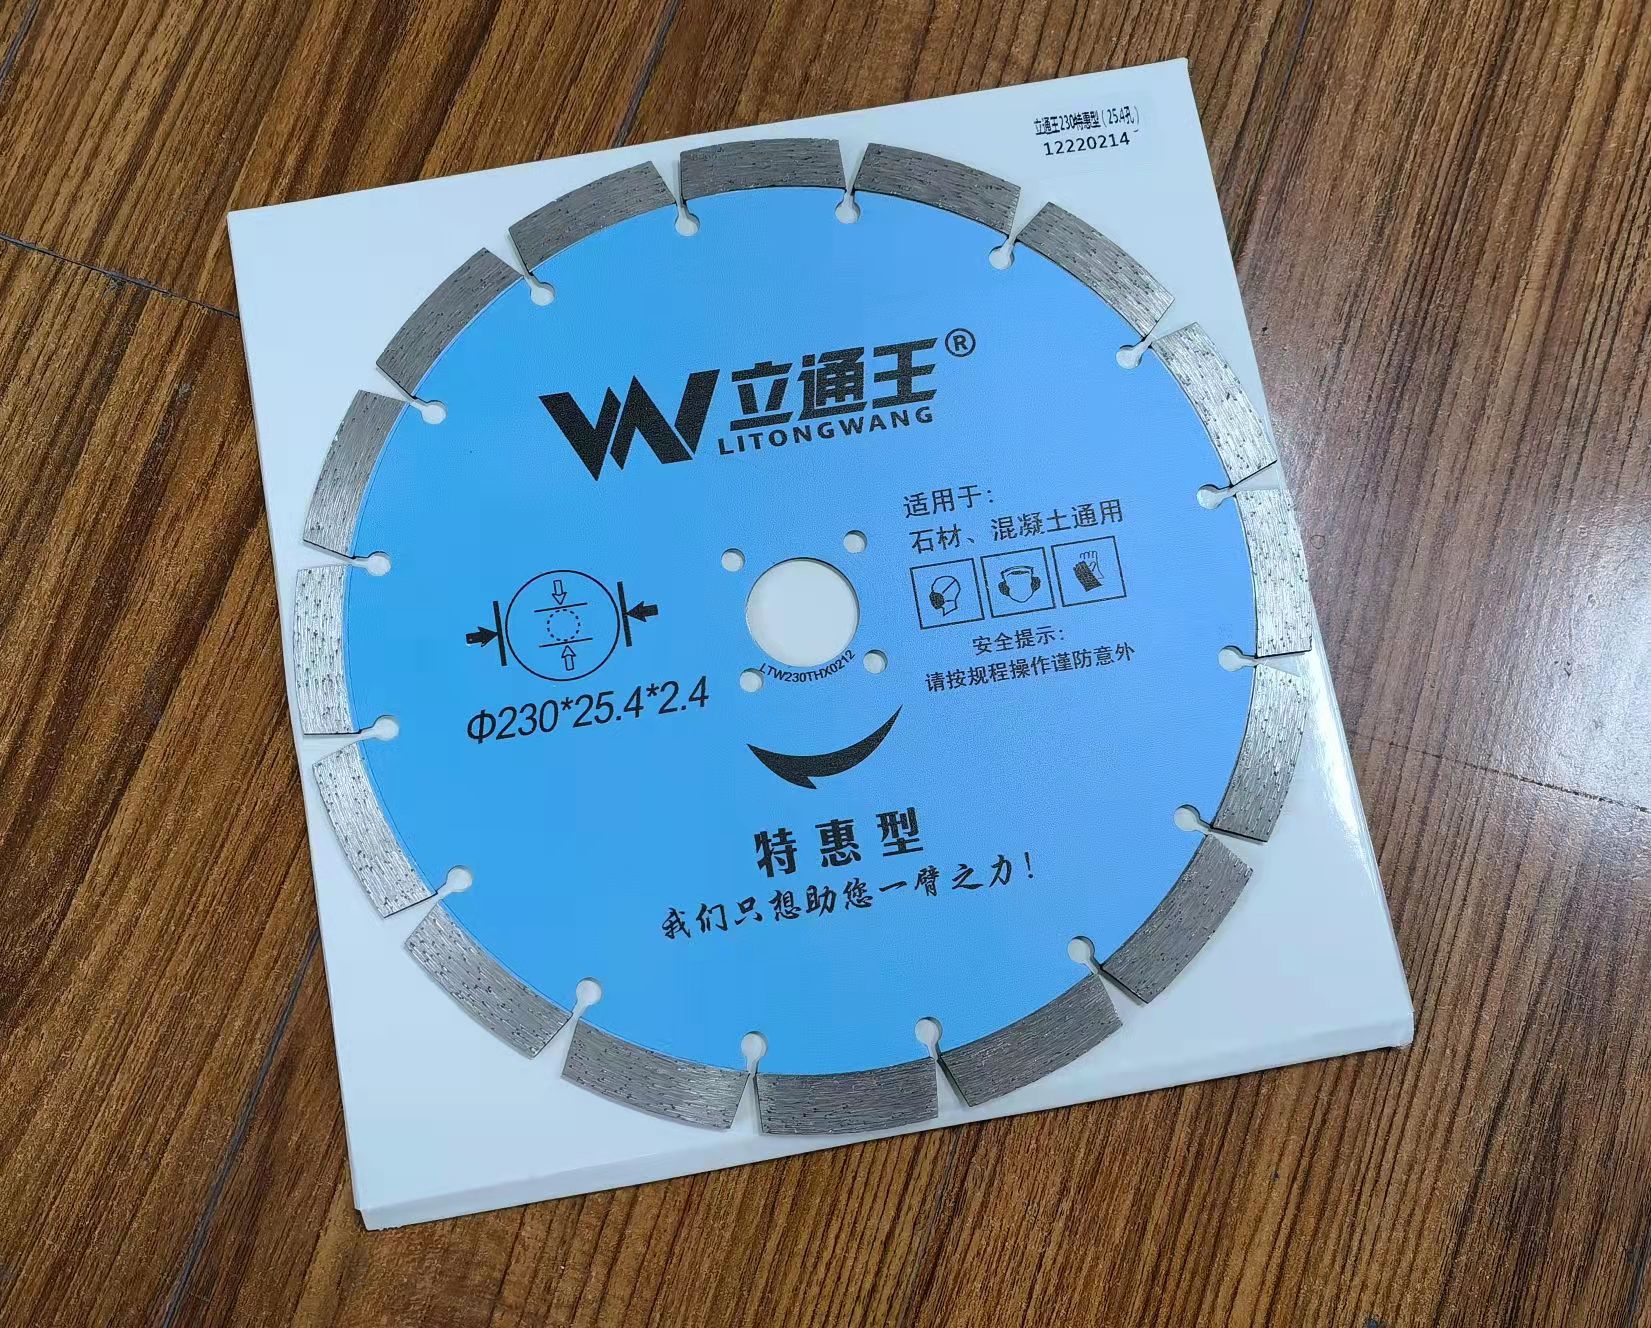 立通王230特惠型(25.4孔)
12220214
立通王®
LITONGWANG
适用于：
石材、混凝土通用
安全提示：
请按规程操作谨防意外
Φ230*25.4*2.4
LTW230THX0212
特惠型
我们只想助您一臂之力！